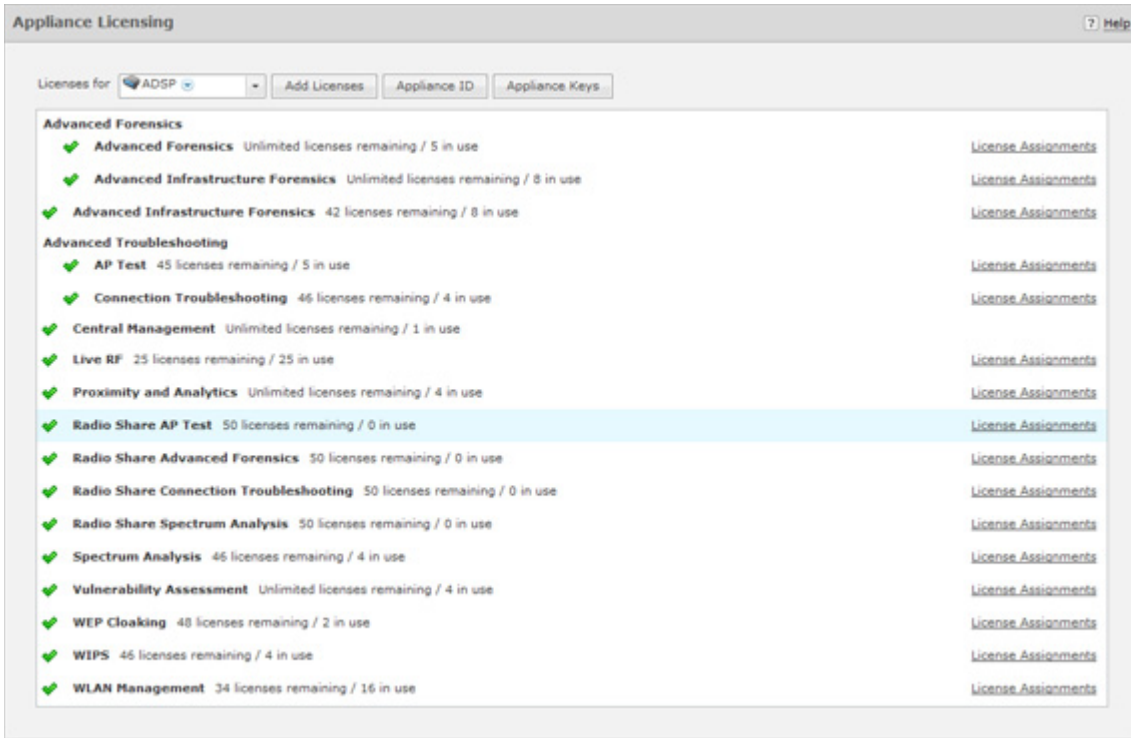 Appliance Licensing ? Help
Licenses for ADSP Add Licenses Appliance ID Appliance Keys
Advanced Forensics
Advanced Forensics Unlimited licenses remaining / 5 in use License Assignments
Advanced Infrastructure Forensics Unlimited licenses remaining / 8 in use License Assignments
Advanced Infrastructure Forensics 42 licenses remaining / 8 in use License Assignments
Advanced Troubleshooting
AP Test 45 licenses remaining / 5 in use License Assignments
Connection Troubleshooting 46 licenses remaining / 4 in use License Assignments
Central Management Unlimited licenses remaining / 1 in use
Live RF 25 licenses remaining / 25 in use License Assignments
Proximity and Analytics Unlimited licenses remaining / 4 in use License Assignments
Radio Share AP Test 50 licenses remaining / 0 in use License Assignments
Radio Share Advanced Forensics 50 licenses remaining / 0 in use License Assignments
Radio Share Connection Troubleshooting 50 licenses remaining / 0 in use License Assignments
Radio Share Spectrum Analysis 50 licenses remaining / 0 in use License Assignments
Spectrum Analysis 46 licenses remaining / 4 in use License Assignments
Vulnerability Assessment Unlimited licenses remaining / 4 in use License Assignments
WEP Cloaking 48 licenses remaining / 2 in use License Assignments
WIPS 46 licenses remaining / 4 in use License Assignments
WLAN Management 34 licenses remaining / 16 in use License Assignments